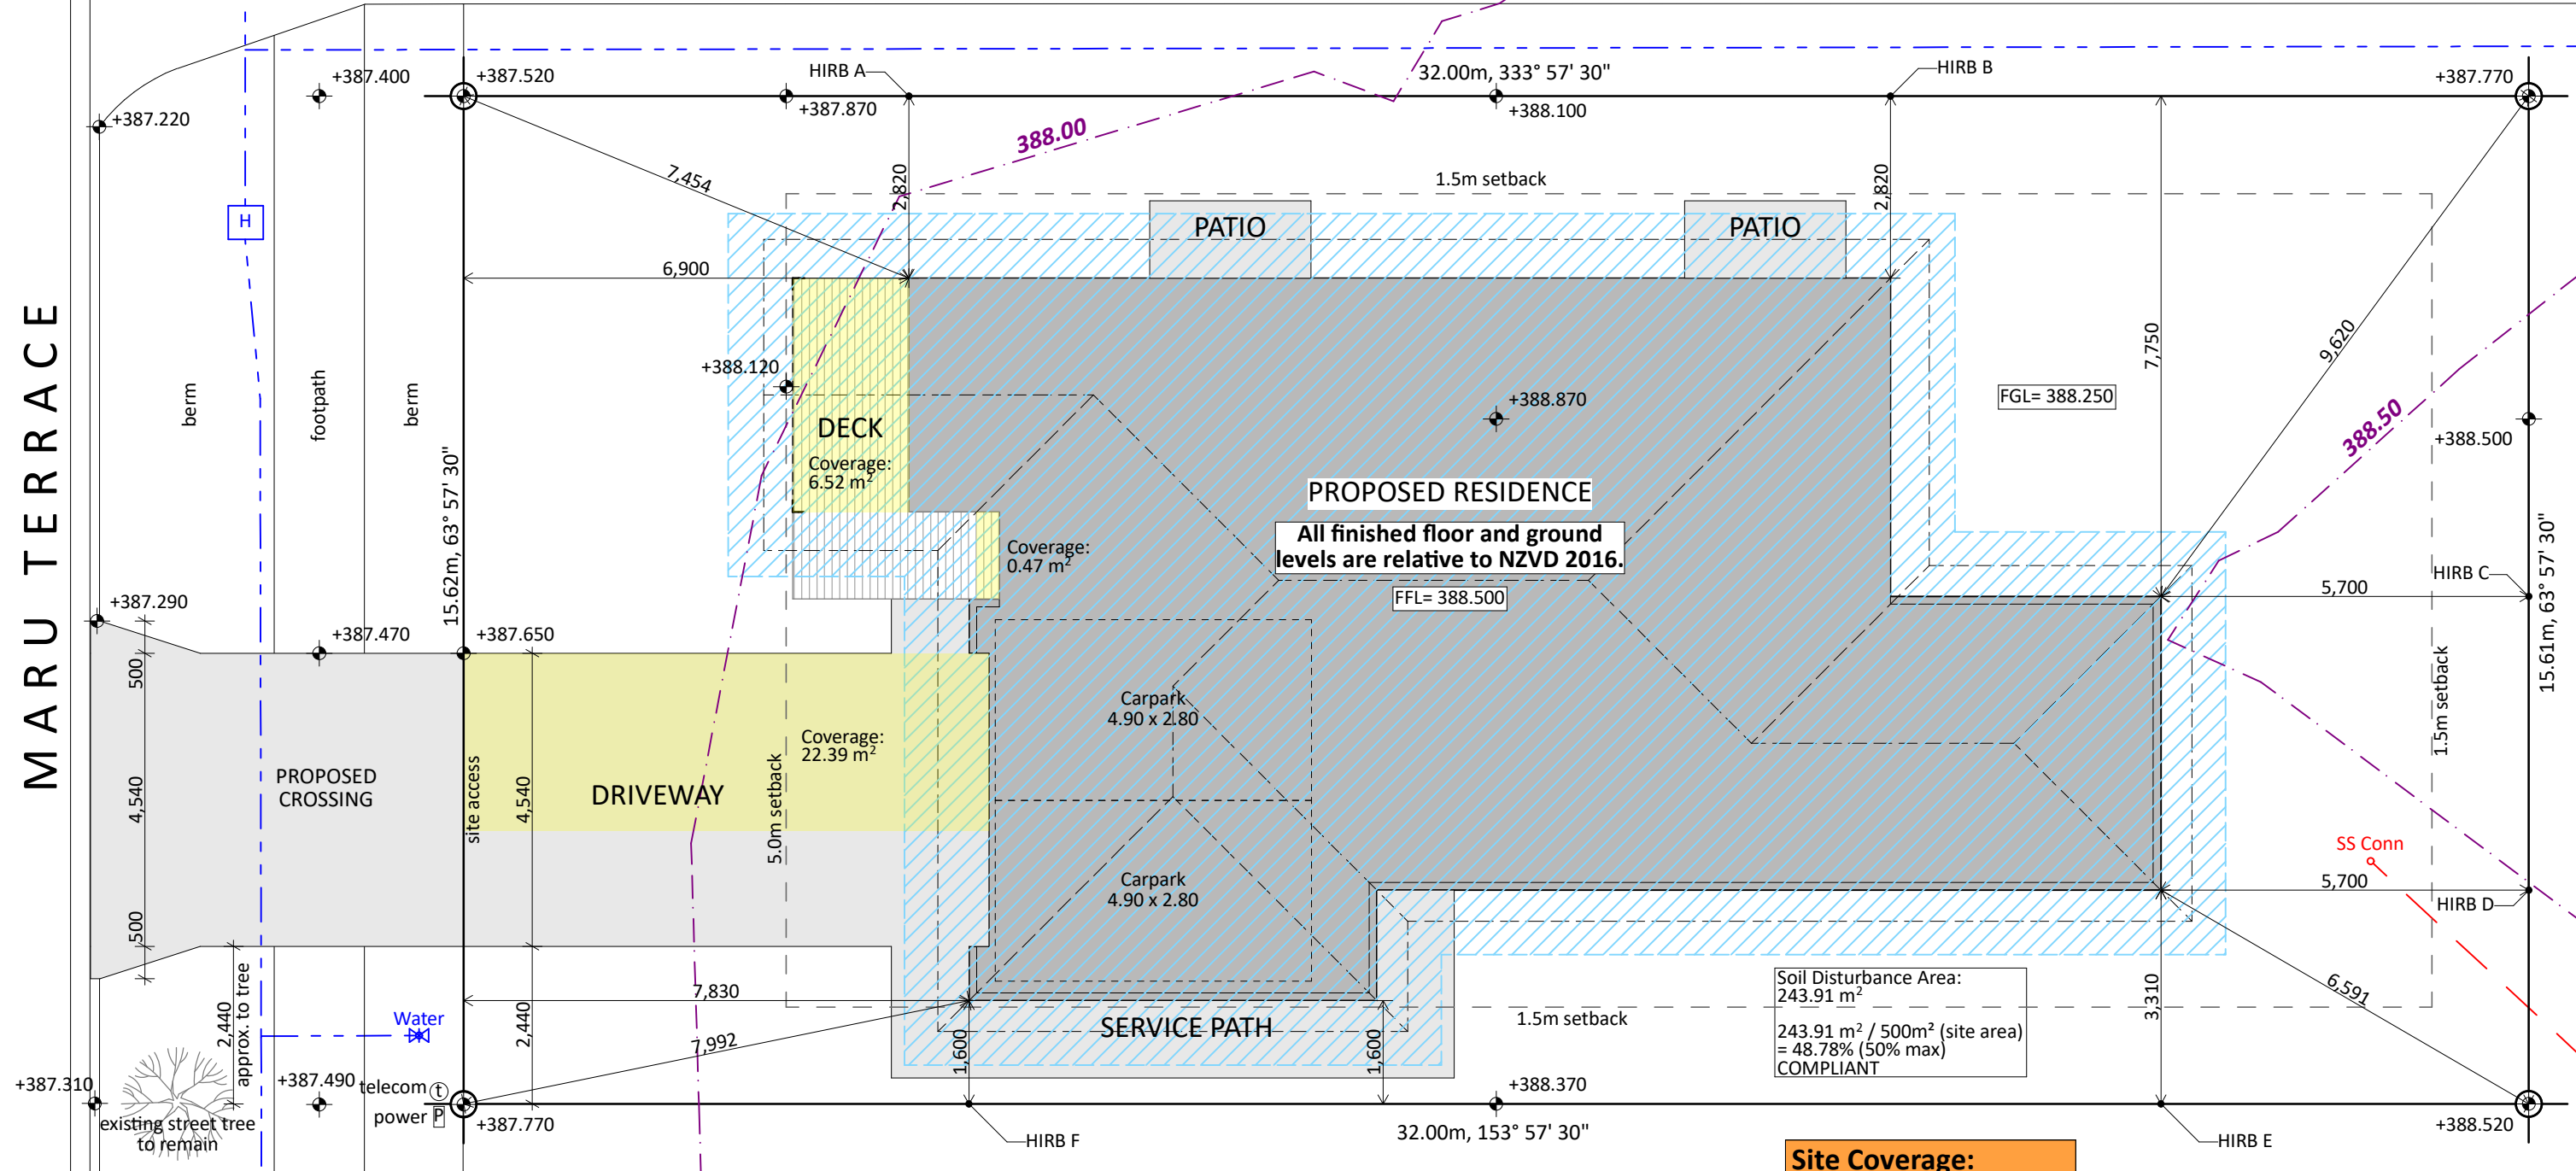 +387.400
+387.520
HIRB A
32.00m, 333° 57' 30"
HIRB B
+387.770
+387.220
+387.870
+388.100
388.00
7,454
2,820
1.5m setback
2,820
H
PATIO
PATIO
6,900
MARU TERRACE
berm
footpath
berm
+388.120
DECK
Coverage:
6.52 m²
+388.870
7,750
9,620
FGL= 388.250
388.50
+388.500
15.62m, 63° 57' 30"
PROPOSED RESIDENCE
All finished floor and ground
levels are relative to NZVD 2016.
FFL= 388.500
Coverage:
0.47 m²
HIRB C
5,700
15.61m, 63° 57' 30"
+387.290
+387.470
+387.650
500
1.5m setback
Carpark
4.90 x 2.80
Coverage:
22.39 m²
PROPOSED
CROSSING
4,540
site access
4,540
DRIVEWAY
5.0m setback
SS Conn
Carpark
4.90 x 2.80
5,700
HIRB D
500
2,440
approx. to tree
7,830
2,440
Water
7,992
1,600
SERVICE PATH
1,600
1.5m setback
Soil Disturbance Area:
243.91 m²
243.91 m² / 500m² (site area)
= 48.78% (50% max)
COMPLIANT
3,310
6,591
+387.310
+387.490
telecom t
power P
+387.770
existing street tree
to remain
+388.370
HIRB F
32.00m, 153° 57' 30"
HIRB E
+388.520
Site Coverage: